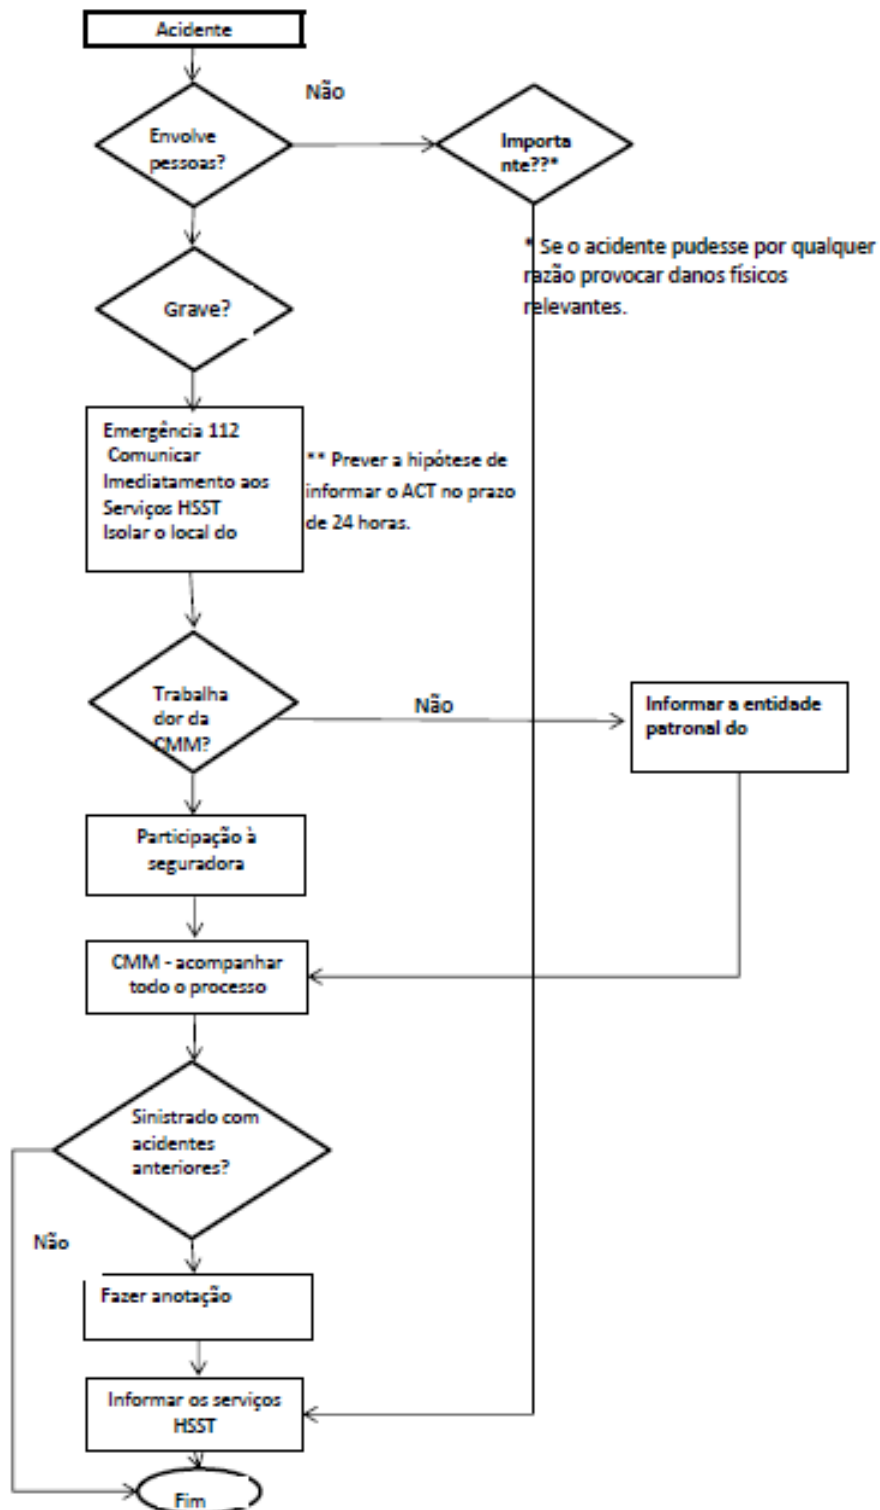 Acidente
Não
Envolve
pessoas?
Importa
nte??*
* Se o acidente pudesse por qualquer
razão provocar danos físicos
relevantes.
Grave?
Emergência 112
Comunicar
Imediatamento aos
Serviços HSST
Isolar o local do
** Prever a hipótese de
informar o ACT no prazo
de 24 horas.
Trabalha
dor da
CMM?
Não
Informar a entidade
patronal do
Participação à
seguradora
CMM - acompanhar
todo o processo
Sinistrado com
acidentes
anteriores?
Não
Fazer anotação
Informar os serviços
HSST
Fim